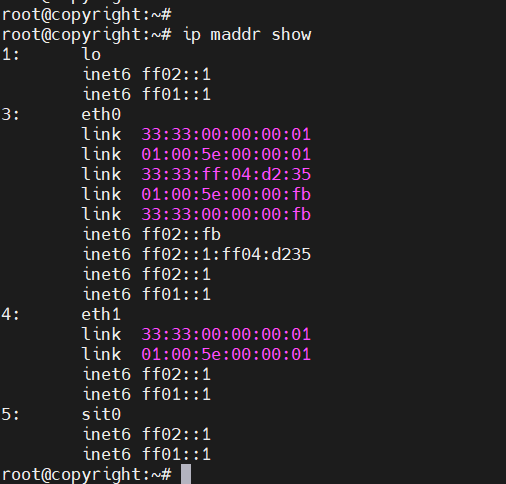 root@copyright:~#
root@copyright:~# ip maddr show
1:      lo
        inet6 ff02::1
        inet6 ff01::1
3:      eth0
        link  33:33:00:00:00:01
        link  01:00:5e:00:00:01
        link  33:33:ff:04:d2:35
        link  01:00:5e:00:00:fb
        link  33:33:00:00:00:fb
        inet6 ff02::fb
        inet6 ff02::1:ff04:d235
        inet6 ff02::1
        inet6 ff01::1
4:      eth1
        link  33:33:00:00:00:01
        link  01:00:5e:00:00:01
        inet6 ff02::1
        inet6 ff01::1
5:      sit0
        inet6 ff02::1
        inet6 ff01::1
root@copyright:~#